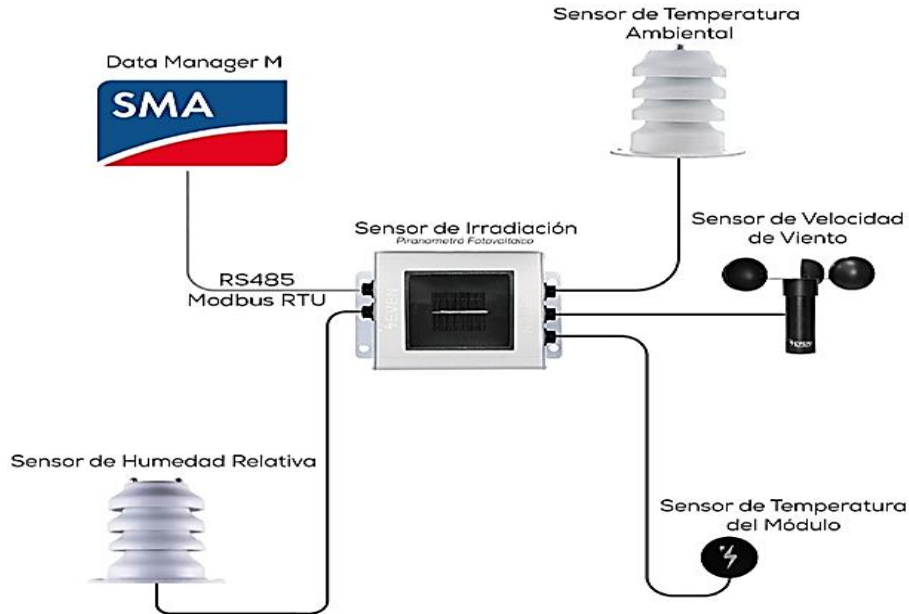 Sensor de Temperatura
Ambiental
Data Manager M
SMA
Sensor de Velocidad
de Viento
Sensor de Irradiación
Piranometro Fotovoltaico
RS485
Modbus RTU
SEVEN
Sensor de Humedad Relativa
Sensor de Temperatura
del Módulo